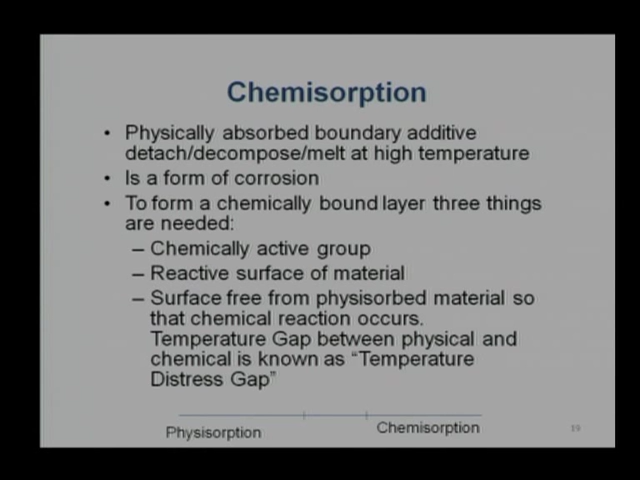 Chemisorption
• Physically absorbed boundary additive
detach/decompose/melt at high temperature
• Is a form of corrosion
• To form a chemically bound layer three things
are needed:
– Chemically active group
– Reactive surface of material
– Surface free from physisorbed material so
that chemical reaction occurs.
Temperature Gap between physical and
chemical is known as “Temperature
Distress Gap”
Physisorption
Chemisorption
19